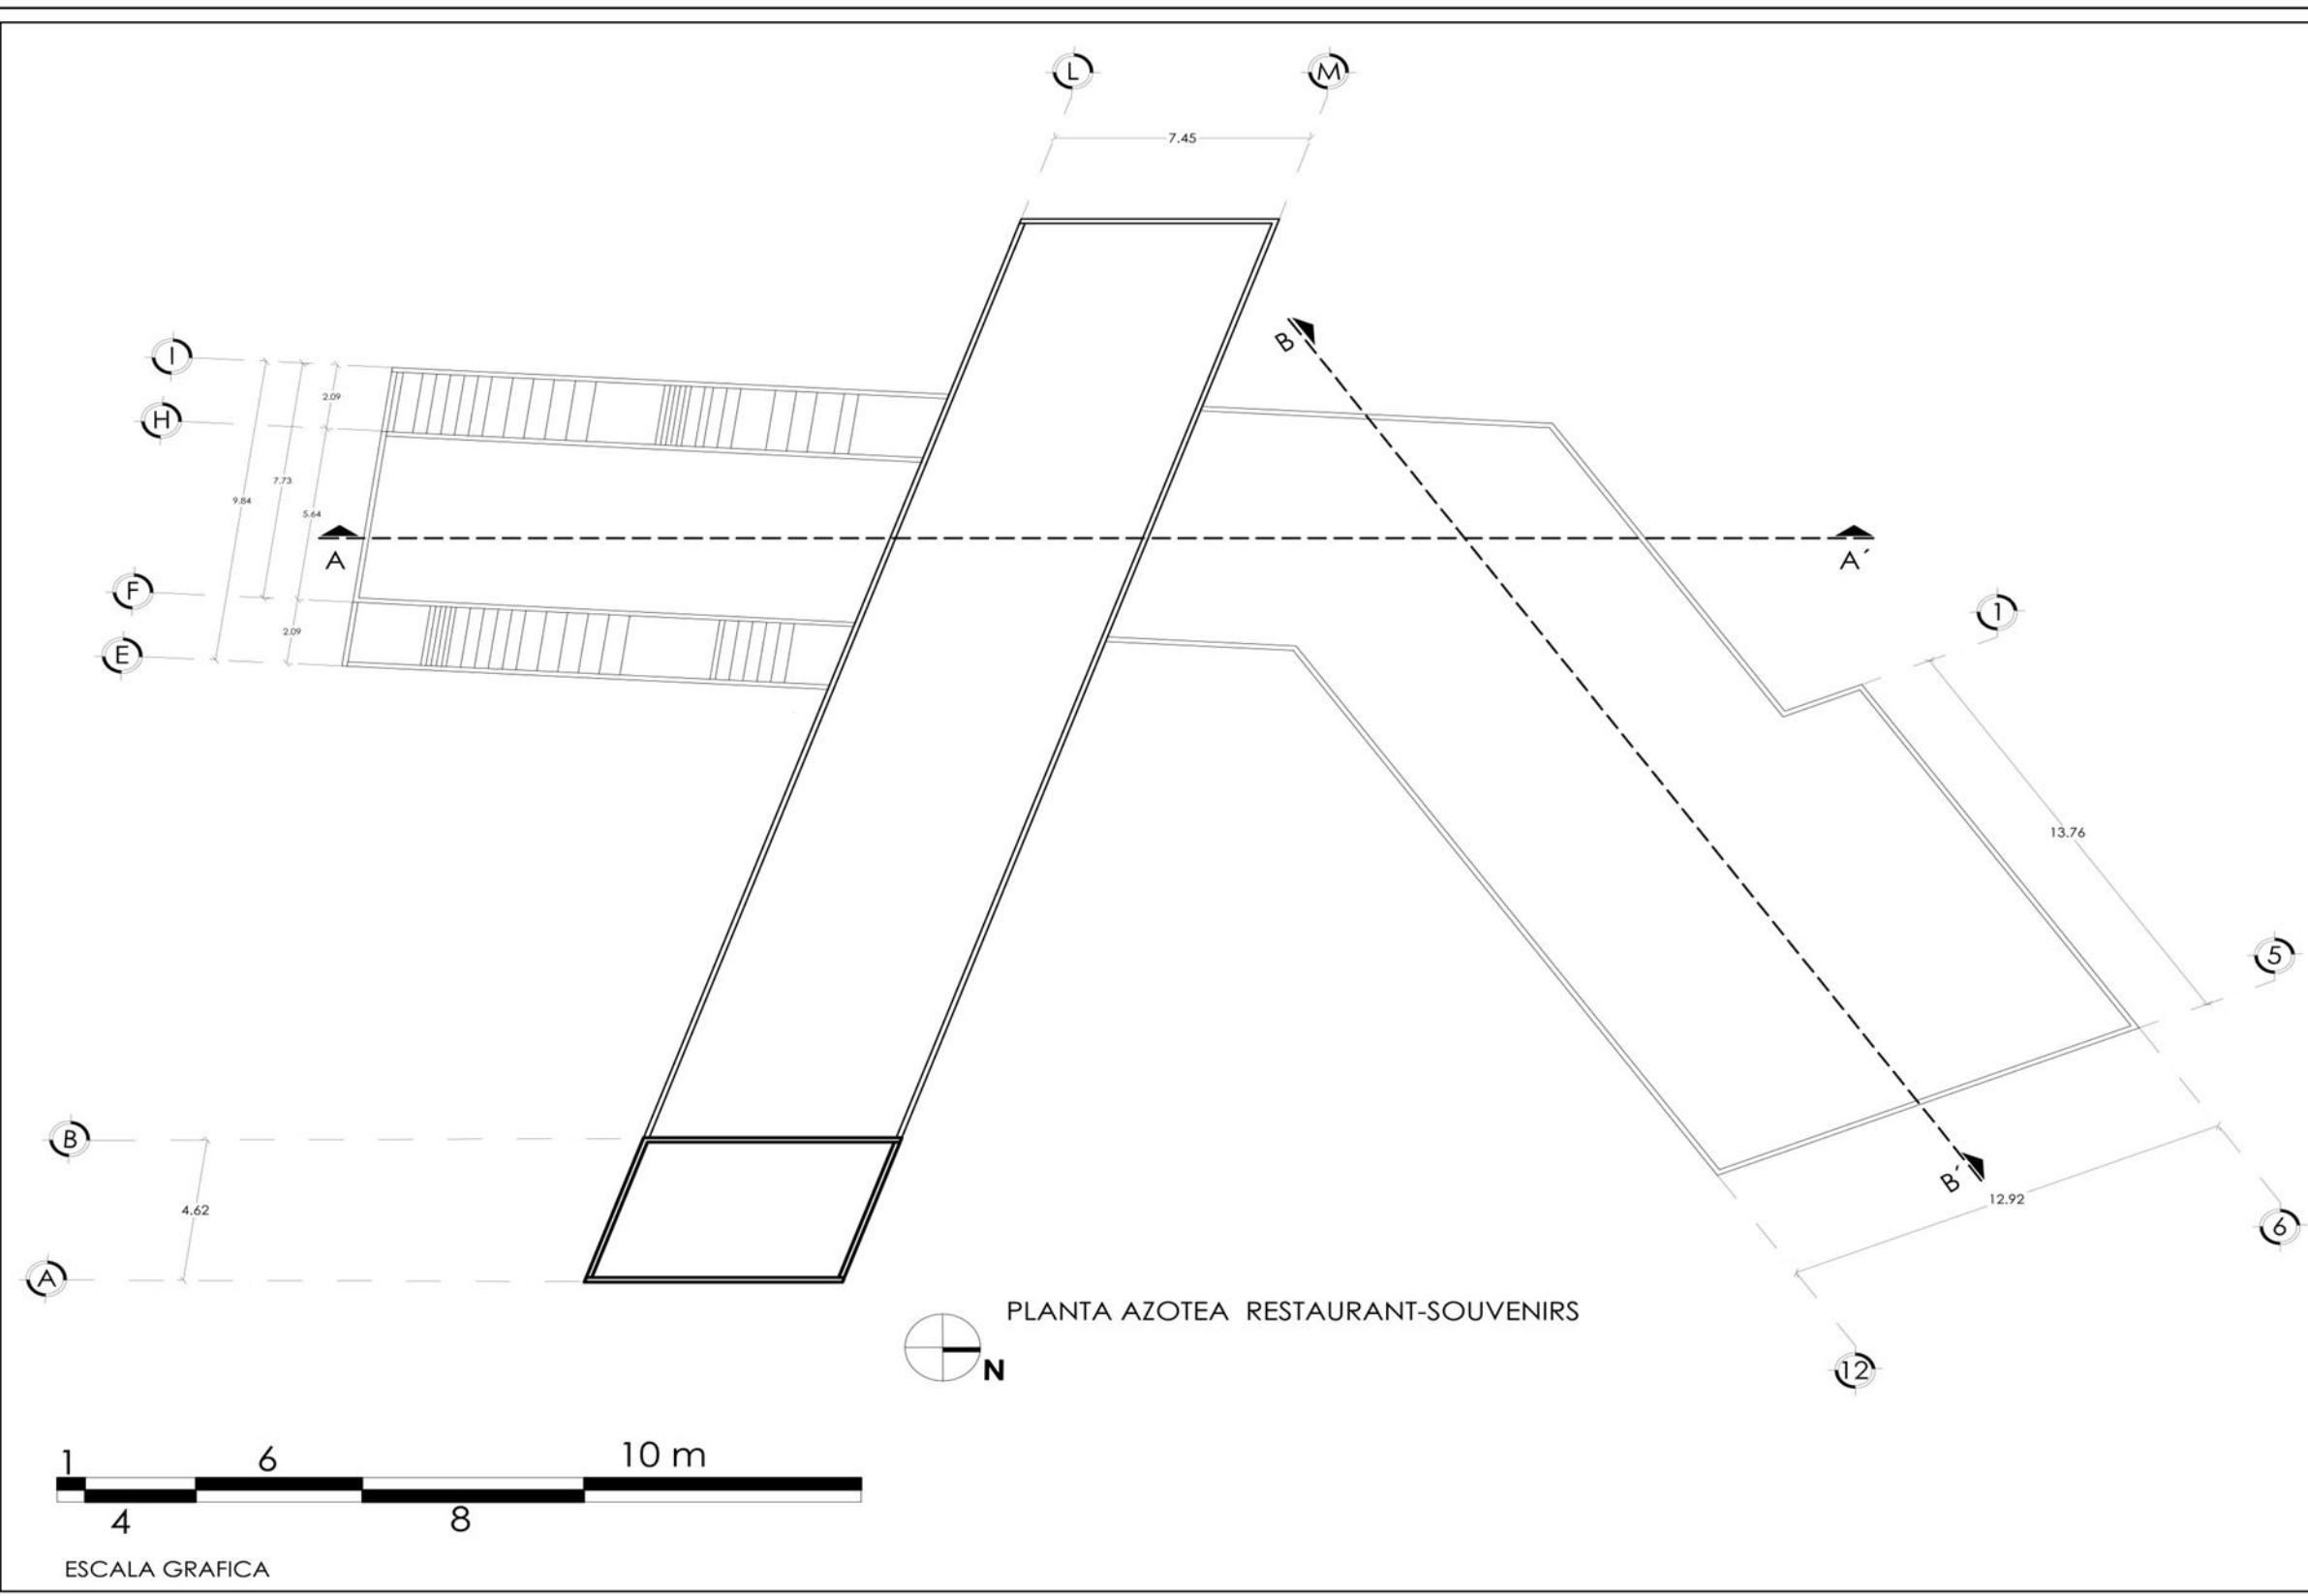 L M
7.45
I
H
F
E
2.09
7.73
9.84
5.64
2.09
A
A´
B
1
13.76
5
B
4.62
A
B´
12.92
6
12
PLANTA AZOTEA RESTAURANT-SOUVENIRS
N
1 6 10 m
4 8
ESCALA GRAFICA